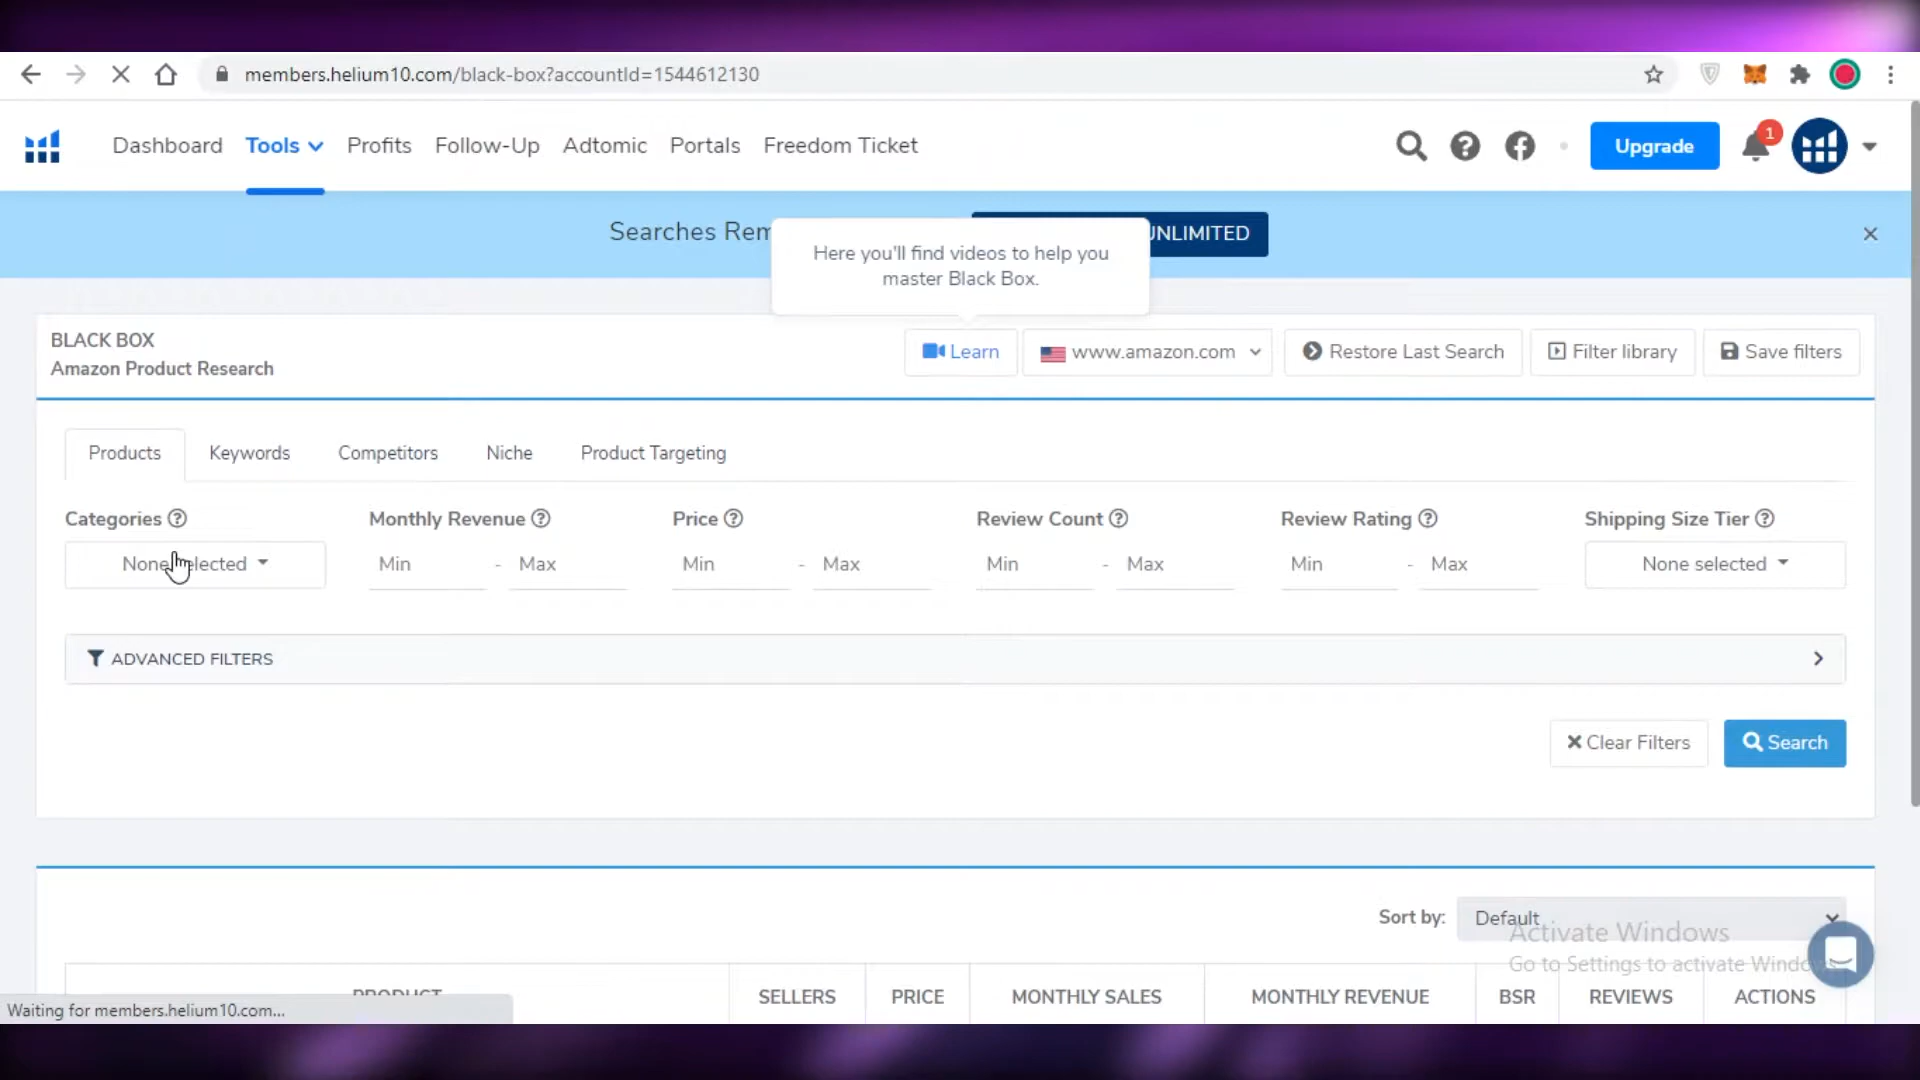 members.helium10.com/black-box?accountId=1544612130
Dashboard Tools Profits Follow-Up Adtomic Portals Freedom Ticket Upgrade 1
Searches UNLIMITED
Here you'll find videos to help you
master Black Box.
BLACK BOX
Amazon Product Research
Learn www.amazon.com Restore Last Search Filter library Save filters
Products Keywords Competitors Niche Product Targeting
Categories Monthly Revenue Price Review Count Review Rating Shipping Size Tier
None selected Min - Max Min - Max Min - Max Min - Max None selected
ADVANCED FILTERS
Clear Filters Search
Sort by: Default
Activate Windows
Go to Settings to activate Windows
PRODUCT SELLERS PRICE MONTHLY SALES MONTHLY REVENUE BSR REVIEWS ACTIONS
Waiting for members.helium10.com...